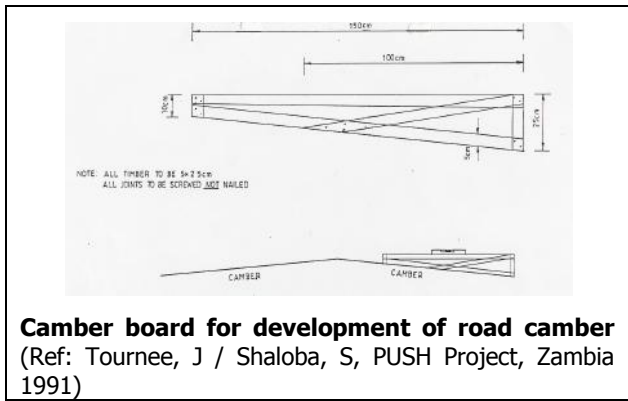 150cm
100cm
10cm
25cm
5cm
NOTE: ALL TIMBER TO BE 5×2.5cm
ALL JOINTS TO BE SCREWED NOT NAILED
CAMBER
CAMBER
Camber board for development of road camber
(Ref: Tournee, J / Shaloba, S, PUSH Project, Zambia
1991)